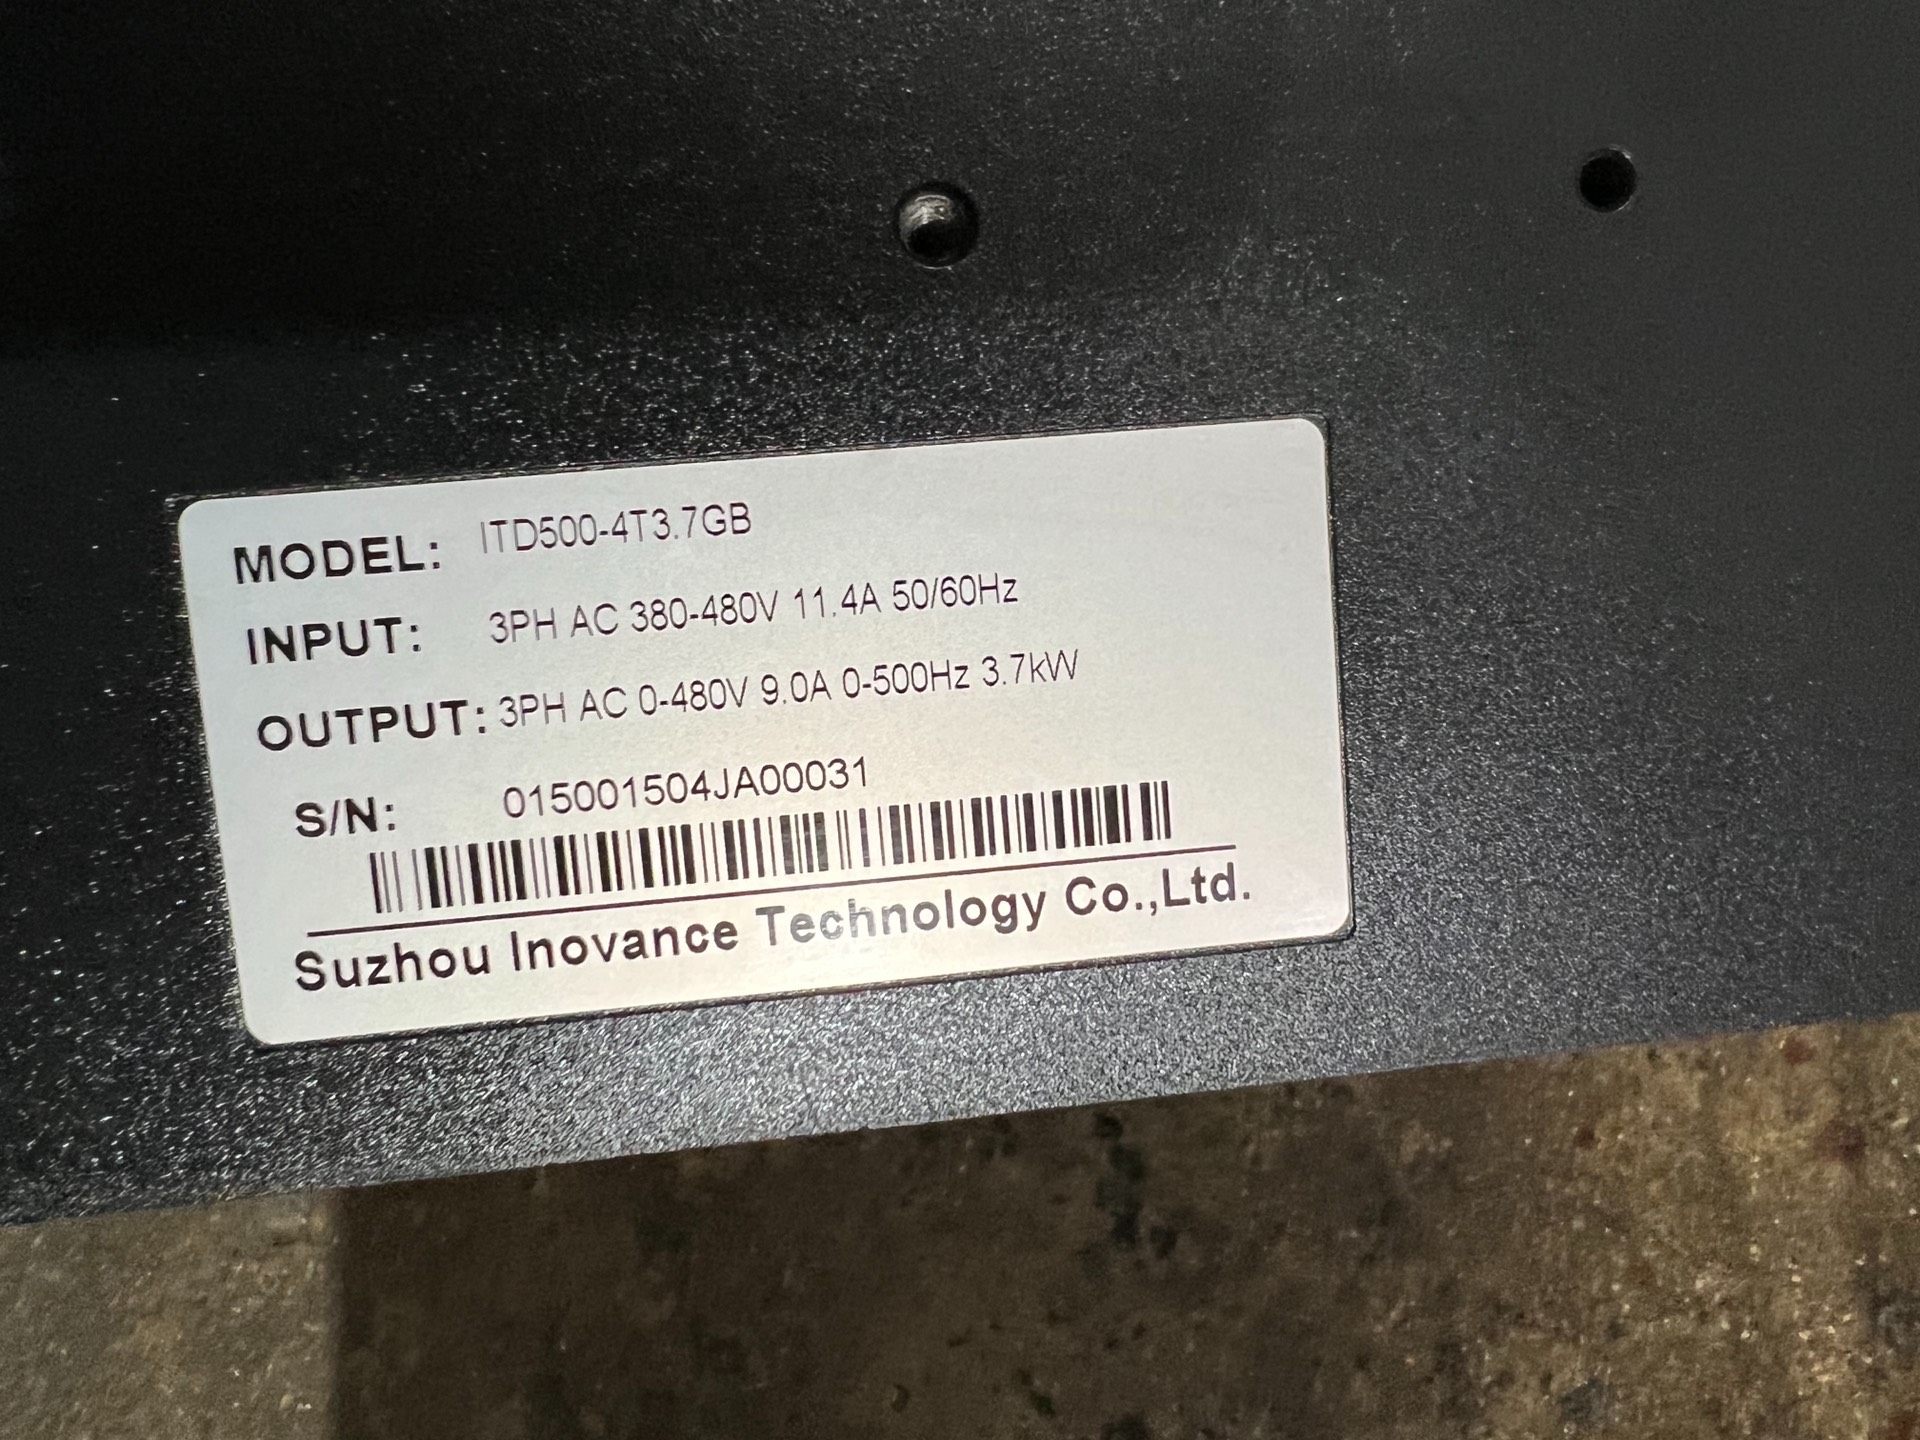 MODEL: ITD500-4T3.7GB
INPUT: 3PH AC 380-480V 11.4A 50/60Hz
OUTPUT: 3PH AC 0-480V 9.0A 0-500Hz 3.7kW
S/N: 015001504JA00031
Suzhou Inovance Technology Co.,Ltd.